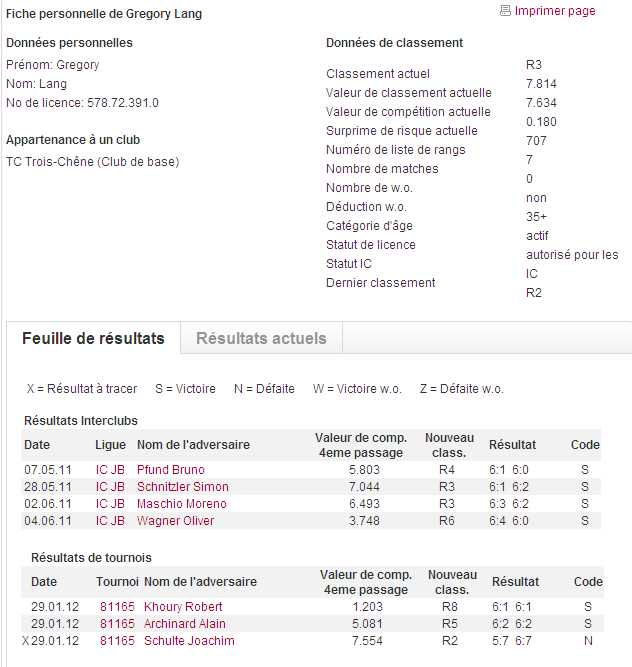 Fiche personelle de Gregory Lang
Imprimer page
Données personnelles
Prénom: Gregory
Nom: Lang
No de licence: 578.72.391.0
Appartenance à un club
TC Trois-Chêne (Club de base)
Données de classement
Classement actuel R3
Valeur de classement actuelle 7.814
Valeur de compétition actuelle 7.634
Surprime de risque actuelle 0.180
Numéro de liste de rangs 707
Nombre de matches 7
Nombre de w.o. 0
Déduction w.o. non
Catégorie d'âge 35+
Statut de licence actif
Statut IC autorisé pour les
IC
Dernier classement R2
Feuille de résultats Résultats actuels
X = Résultat à tracer S = Victoire N = Défaite W = Victoire w.o. Z = Défaite w.o.
Résultats Interclubs
Date Ligue Nom de l'adversaire Valeur de comp. 4eme passage Nouveau class. Résultat Code
07.05.11 IC JB Pfund Bruno 5.803 R4 6:1 6:0 S
28.05.11 IC JB Schnitzler Simon 7.044 R3 6:1 6:2 S
02.06.11 IC JB Maschio Moreno 6.493 R3 6:3 6:2 S
04.06.11 IC JB Wagner Oliver 3.748 R6 6:4 6:0 S
Résultats de tournois
Date Tournoi Nom de l'adversaire Valeur de comp. 4eme passage Nouveau class. Résultat Code
29.01.12 81165 Khoury Robert 1.203 R8 6:1 6:1 S
29.01.12 81165 Archinard Alain 5.081 R5 6:2 6:2 S
X 29.01.12 81165 Schulte Joachim 7.554 R2 5:7 6:7 N